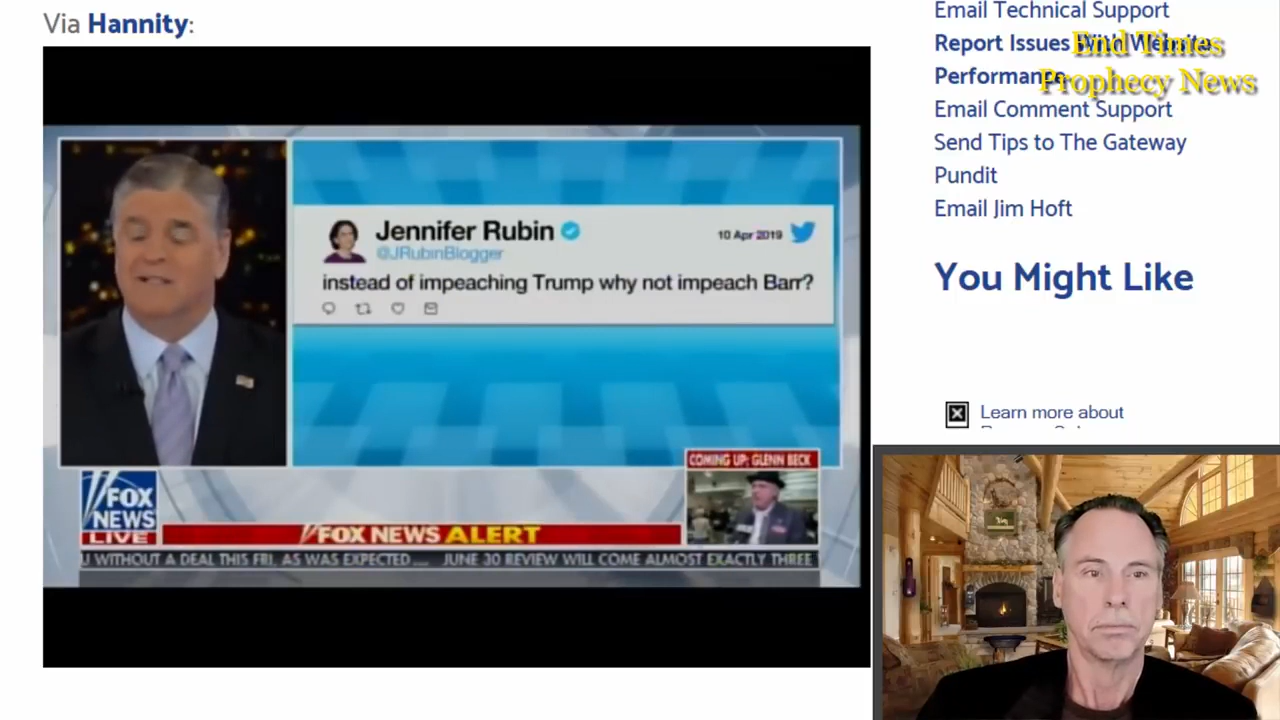 Via Hannity:
Jennifer Rubin
@JRubinBlogger
10 Apr 2019
instead of impeaching Trump why not impeach Barr?
COMING UP: GLENN BECK
FOX
NEWS
LIVE
FOX NEWS ALERT
U WITHOUT A DEAL THIS FRI. AS WAS EXPECTED .... JUNE 30 REVIEW WILL COME ALMOST EXACTLY THREE
Email Technical Support
Report Issues With Website
Performance
Email Comment Support
Send Tips to The Gateway
Pundit
Email Jim Hoft
End Times
Prophecy News
You Might Like
Learn more about